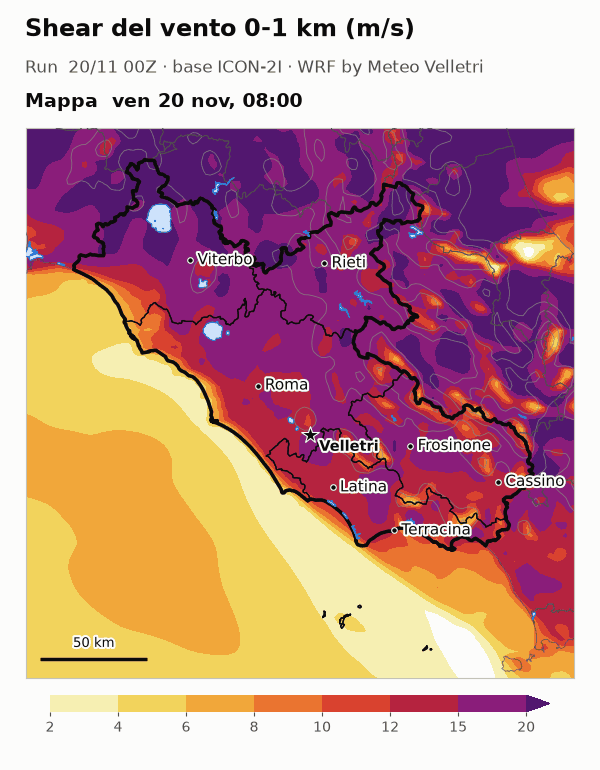 Shear del vento 0-1 km (m/s)
Run  20/11 00Z · base ICON-2I · WRF by Meteo Velletri
Mappa  ven 20 nov, 08:00
Viterbo
Rieti
Roma
Velletri
Frosinone
Cassino
Latina
Terracina
50 km
2 4 6 8 10 12 15 20